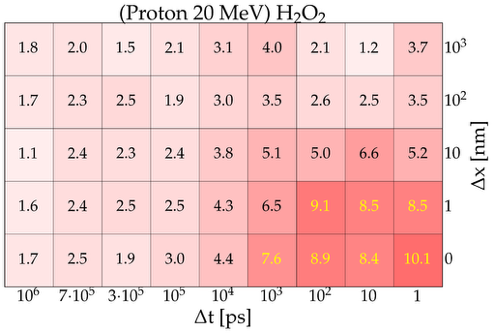 (Proton 20 MeV) H₂O₂
1.8 2.0 1.5 2.1 3.1 4.0 2.1 1.2 3.7 10³
1.7 2.3 2.5 1.9 3.0 3.5 2.6 2.5 3.5 10²
1.1 2.4 2.3 2.4 3.8 5.1 5.0 6.6 5.2 10
1.6 2.4 2.5 2.5 4.3 6.5 9.1 8.5 8.5 1
1.7 2.5 1.9 3.0 4.4 7.6 8.9 8.4 10.1 0
Δx [nm]
10⁶ 7·10⁵ 3·10⁵ 10⁵ 10⁴ 10³ 10² 10 1
Δt [ps]